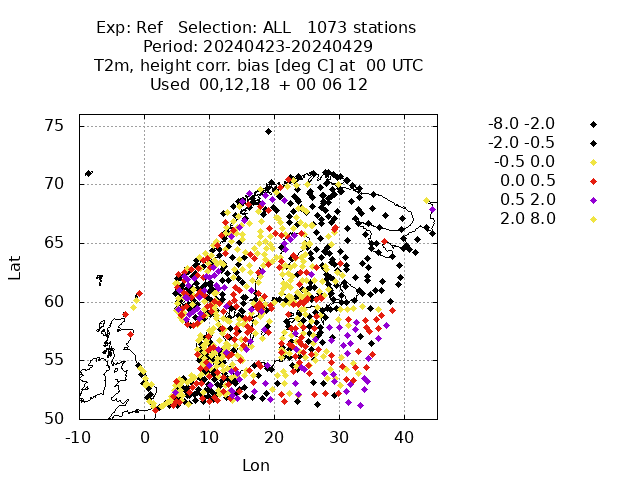 Exp: Ref Selection: ALL 1073 stations
Period: 20240423-20240429
T2m, height corr. bias [deg C] at 00 UTC
Used 00,12,18 + 00 06 12
-8.0 -2.0
-2.0 -0.5
-0.5 0.0
0.0 0.5
0.5 2.0
2.0 8.0
75
70
65
60
55
50
Lat
-10 0 10 20 30 40
Lon